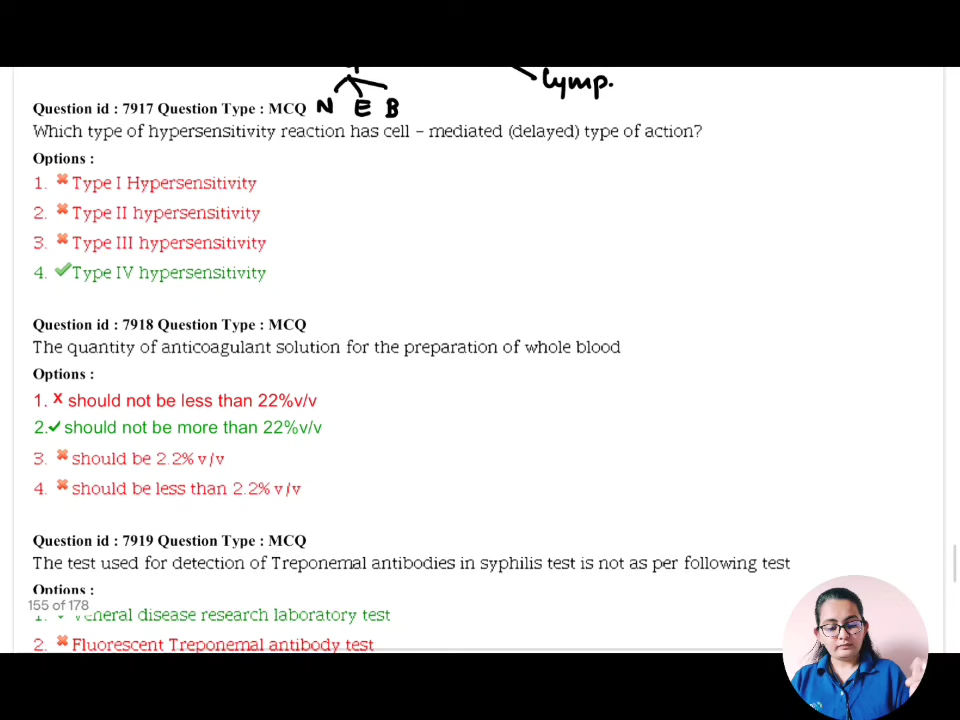 Lymp.
N E B
Question id : 7917 Question Type : MCQ
Which type of hypersensitivity reaction has cell – mediated (delayed) type of action?
Options :
1. ✖ Type I Hypersensitivity
2. ✖ Type II hypersensitivity
3. ✖ Type III hypersensitivity
4. ✔ Type IV hypersensitivity
Question id : 7918 Question Type : MCQ
The quantity of anticoagulant solution for the preparation of whole blood
Options :
1. x should not be less than 22%v/v
2. ✔ should not be more than 22%v/v
3. ✖ should be 2.2% v/v
4. ✖ should be less than 2.2% v/v
Question id : 7919 Question Type : MCQ
The test used for detection of Treponemal antibodies in syphilis test is not as per following test
Options :
155 of 178
1. ✔ Veneral disease research laboratory test
2. ✖ Fluorescent Treponemal antibody test